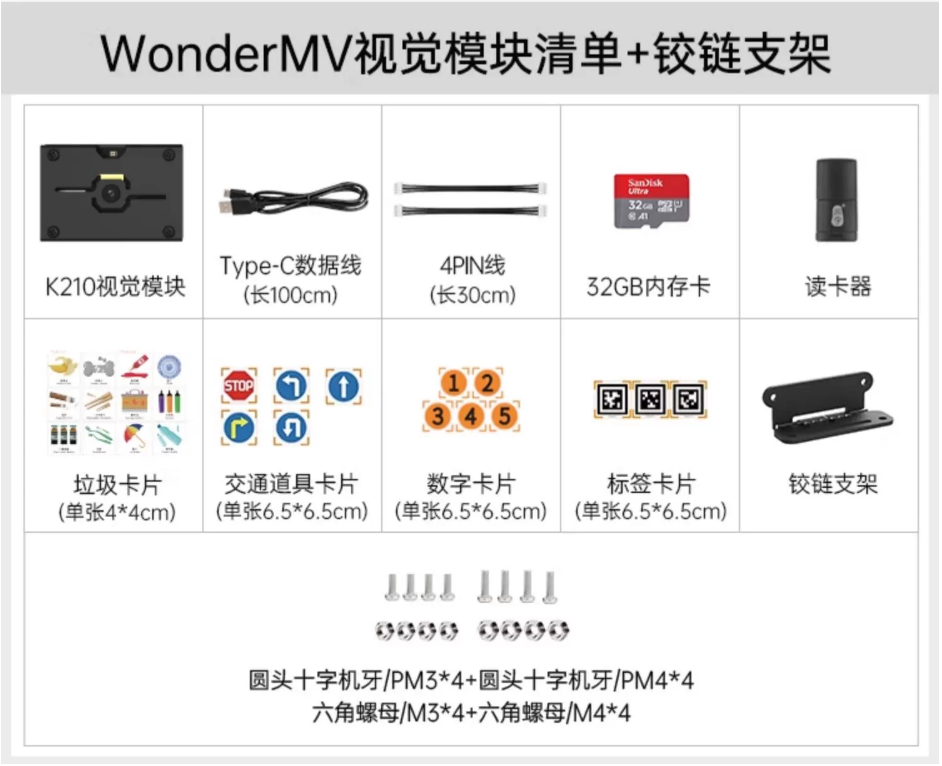 WonderMV视觉模块清单+铰链支架
K210视觉模块
Type-C数据线
(长100cm)
4PIN线
(长30cm)
SanDisk
Ultra
32GB
A1
32GB内存卡
读卡器
垃圾卡片
(单张4*4cm)
STOP
交通道具卡片
(单张6.5*6.5cm)
1 2
3 4 5
数字卡片
(单张6.5*6.5cm)
标签卡片
(单张6.5*6.5cm)
铰链支架
圆头十字机牙/PM3*4+圆头十字机牙/PM4*4
六角螺母/M3*4+六角螺母/M4*4